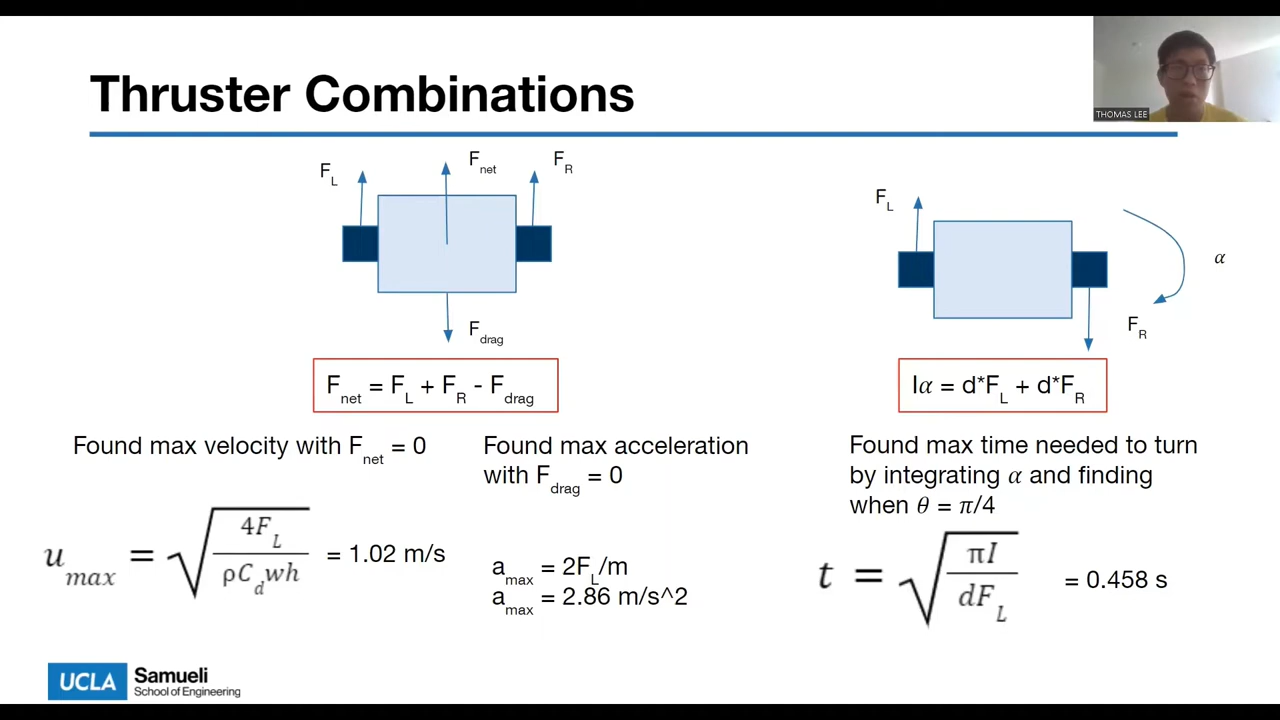 THOMAS LEE
Thruster Combinations
F_L
F_net
F_R
F_drag
F_net = F_L + F_R - F_drag
Found max velocity with F_net = 0
u_max = √(4F_L / ρC_d wh) = 1.02 m/s
Found max acceleration
with F_drag = 0
a_max = 2F_L/m
a_max = 2.86 m/s^2
F_L
α
F_R
Iα = d*F_L + d*F_R
Found max time needed to turn
by integrating α and finding
when θ = π/4
t = √(πI / dF_L) = 0.458 s
UCLA
Samueli
School of Engineering